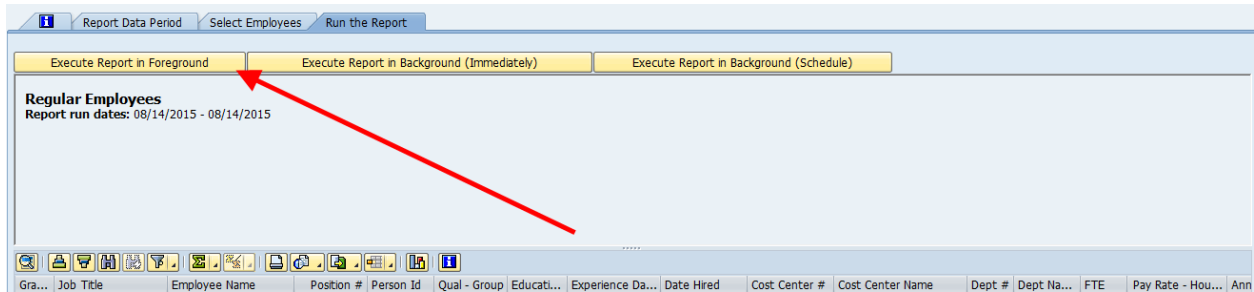 Report Data Period Select Employees Run the Report
Execute Report in Foreground Execute Report in Background (Immediately) Execute Report in Background (Schedule)
Regular Employees
Report run dates: 08/14/2015 - 08/14/2015
Gra... Job Title Employee Name Position # Person Id Qual - Group Educati... Experience Da... Date Hired Cost Center # Cost Center Name Dept # Dept Na... FTE Pay Rate - Hou... Ann